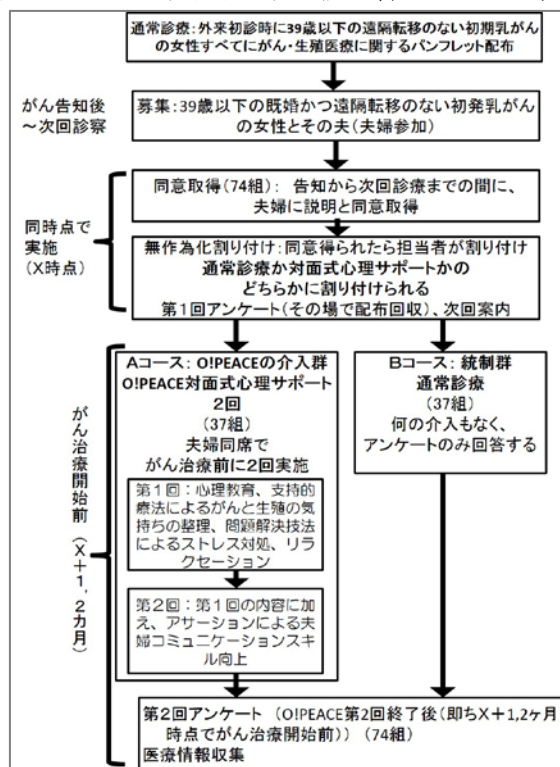 通常診療：外来初診時に39歳以下の遠隔転移のない初期乳がん
の女性すべてにがん・生殖医療に関するパンフレット配布
がん告知後
～次回診察
募集：39歳以下の既婚かつ遠隔転移のない初発乳がん
の女性とその夫（夫婦参加）
同時点で
実施
（X時点）
同意取得（74組）： 告知から次回診療までの間に、
夫婦に説明と同意取得
無作為化割り付け：同意得られたら担当者が割り付け
通常診療か対面式心理サポートかの
どちらかに割り付けられる
第１回アンケート（その場で配布回収）、次回案内
がん治療開始前（X＋1,2カ月）
Aコース：O!PEACEの介入群
O!PEACE対面式心理サポート
2回
（37組）
夫婦同席で
がん治療前に2回実施
第１回：心理教育、支持的
療法によるがんと生殖の気
持ちの整理、問題解決技法
によるストレス対処、リラ
クセーション
第２回：第１回の内容に加
え、アサーションによる夫
婦コミュニケーションスキ
ル向上
Bコース：統制群
通常診療
（37組）
何の介入もなく、
アンケートのみ回答する
第２回アンケート （O!PEACE第2回終了後（即ちX＋1,2ヶ月
時点でがん治療開始前）） （74組）
医療情報収集